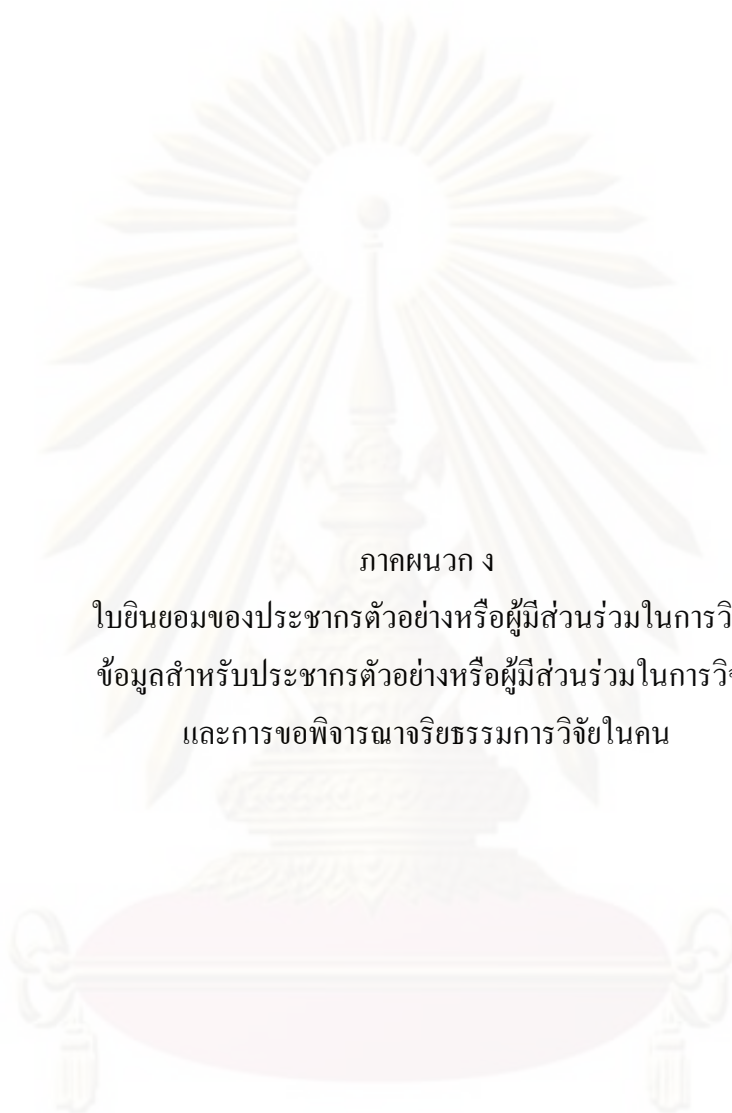 ภาคผนวก ง
ใบยินยอมของประชากรตัวอย่างหรือผู้มีส่วนร่วมในการวิ
ข้อมูลสำหรับประชากรตัวอย่างหรือผู้มีส่วนร่วมในการวิจ
และการขอพิจารณาจริยธรรมการวิจัยในคน